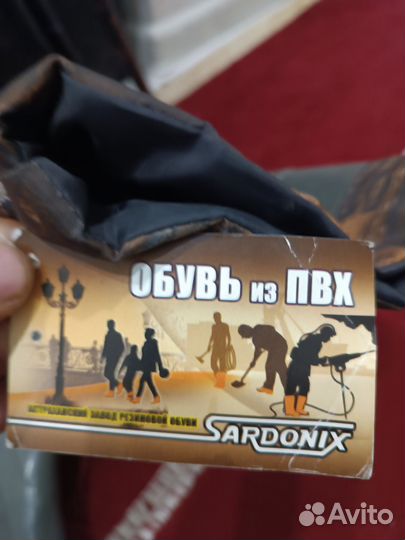 ОБУВЬ из ПВХ
АСТРАХАНСКИЙ ЗАВОД РЕЗИНОВОЙ ОБУВИ
SARDONIX
Avito